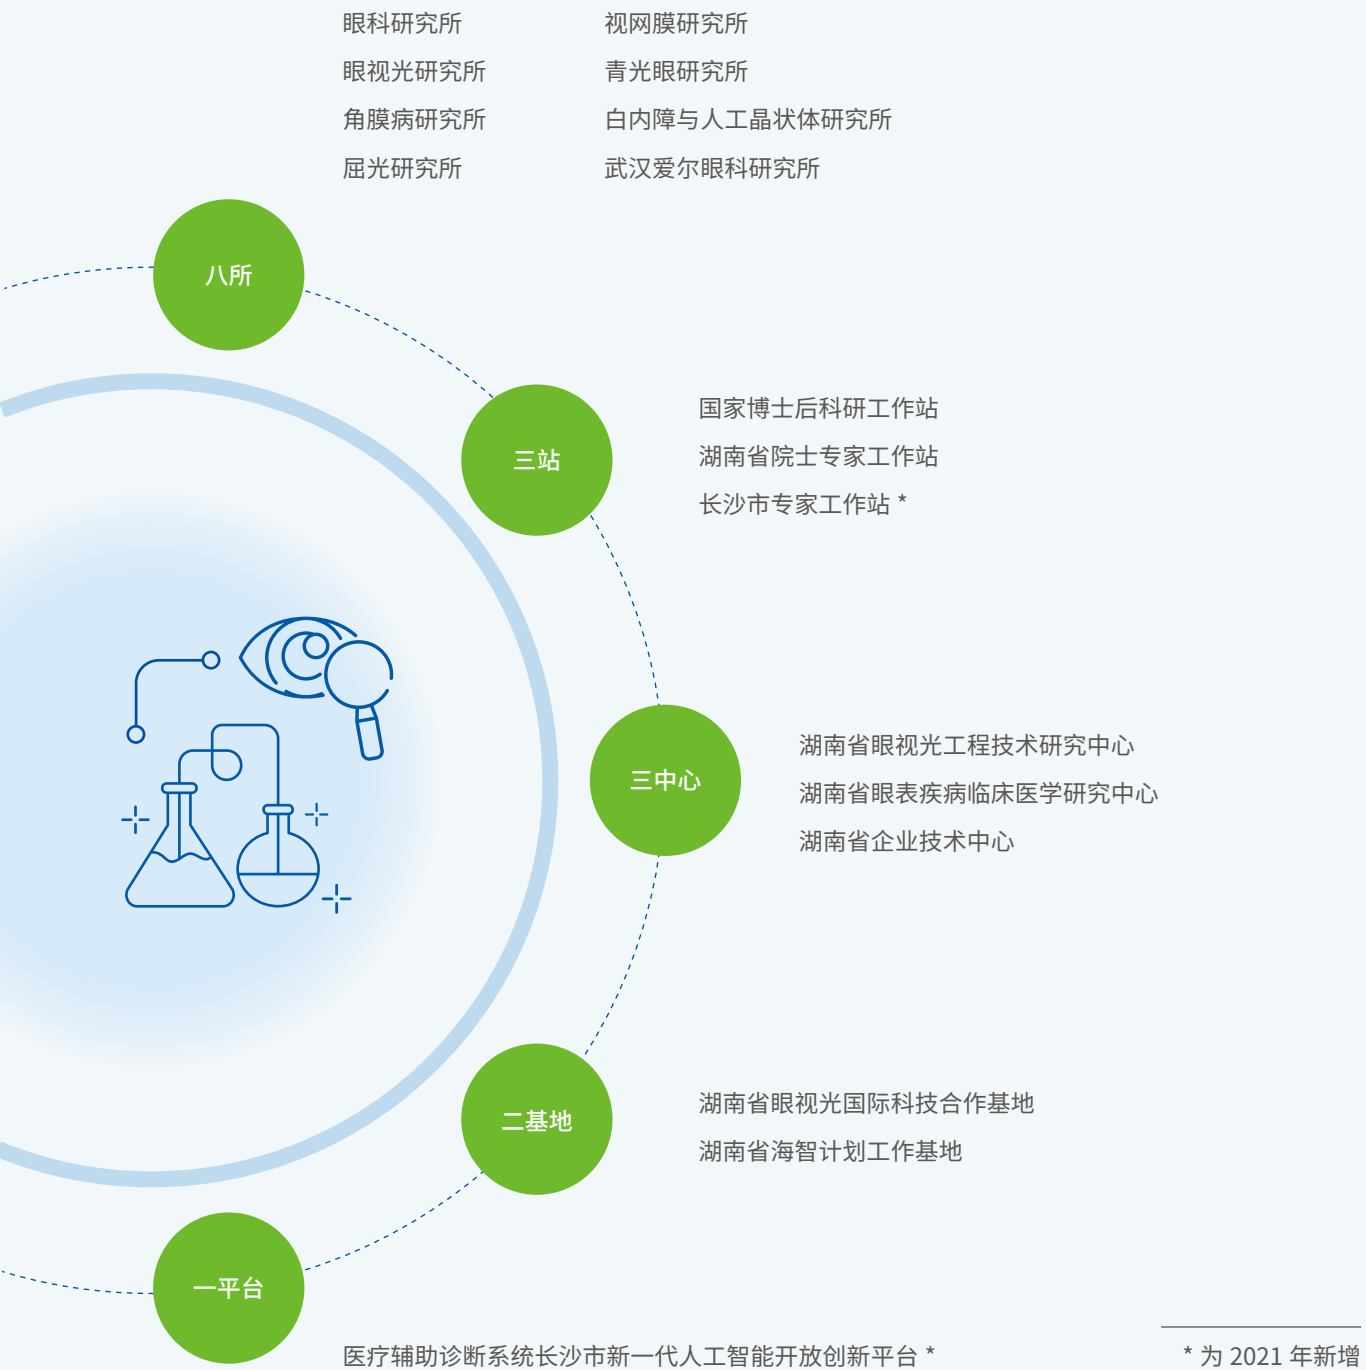 眼科研究所 视网膜研究所
眼视光研究所 青光眼研究所
角膜病研究所 白内障与人工晶状体研究所
屈光研究所 武汉爱尔眼科研究所
八所
三站
国家博士后科研工作站
湖南省院士专家工作站
长沙市专家工作站 *
三中心
湖南省眼视光工程技术研究中心
湖南省眼表疾病临床医学研究中心
湖南省企业技术中心
二基地
湖南省眼视光国际科技合作基地
湖南省海智计划工作基地
一平台
医疗辅助诊断系统长沙市新一代人工智能开放创新平台 *
* 为 2021 年新增